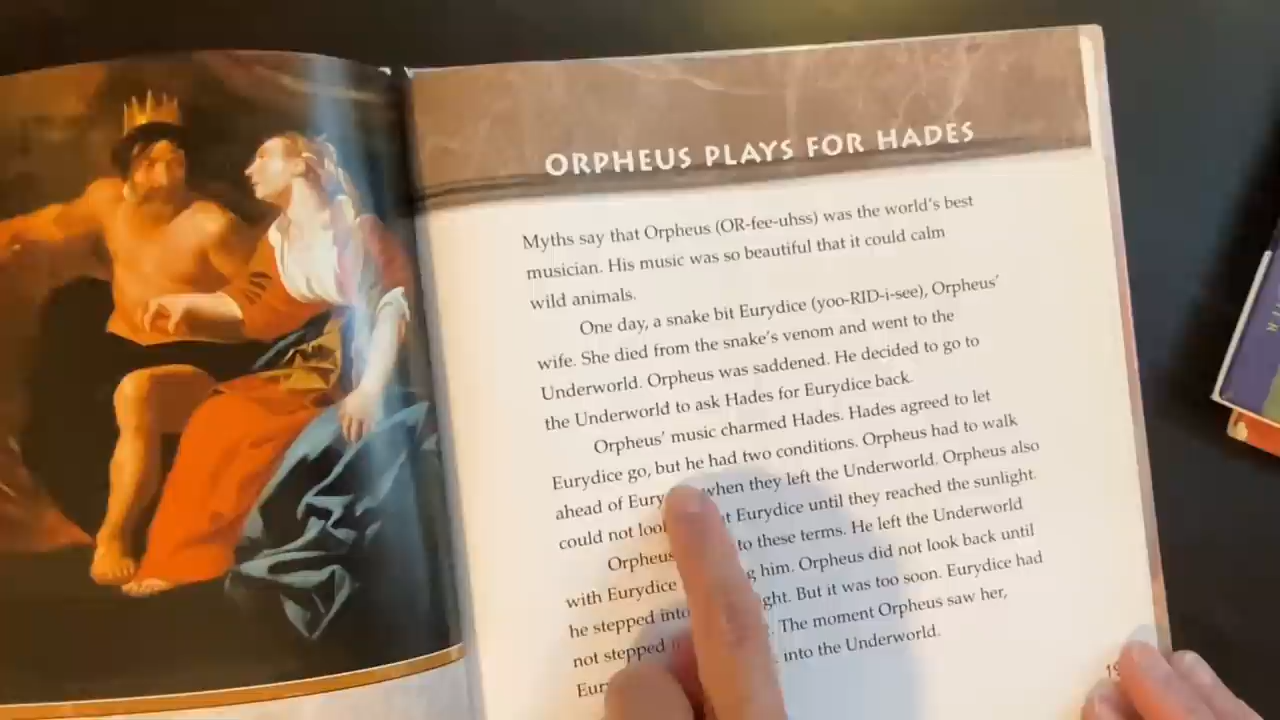 ORPHEUS PLAYS FOR HADES
Myths say that Orpheus (OR-fee-uhss) was the world's best
musician. His music was so beautiful that it could calm
wild animals.
One day, a snake bit Eurydice (yoo-RID-i-see), Orpheus'
wife. She died from the snake's venom and went to the
Underworld. Orpheus was saddened. He decided to go to
the Underworld to ask Hades for Eurydice back.
Orpheus' music charmed Hades. Hades agreed to let
Eurydice go, but he had two conditions. Orpheus had to walk
ahead of when they left the Underworld. Orpheus also
could not Eurydice until they reached the sunlight.
Orpheus to these terms. He left the Underworld
with Eurydice him. Orpheus did not look back until
he stepped into But it was too soon. Eurydice had
not stepped The moment Orpheus saw her,
into the Underworld.